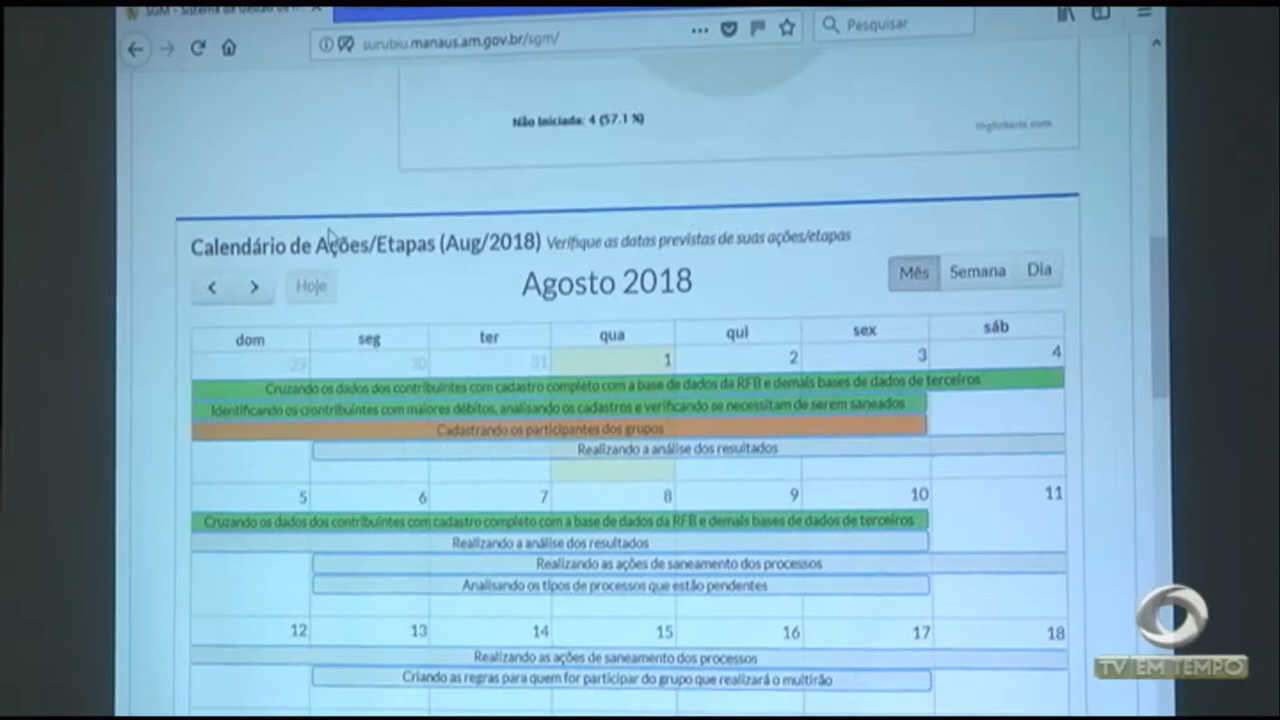 SGM - Sistema de Gestão de
surubiu.manaus.am.gov.br/sgm/
Pesquisar
Não Iniciada: 4 (57.1 %)
highcharts.com
Calendário de Ações/Etapas (Aug/2018) Verifique as datas previstas de suas ações/etapas
Hoje
Agosto 2018
Mês Semana Dia
dom seg ter qua qui sex sáb
29 30 31 1 2 3 4
Cruzando os dados dos contribuintes com cadastro completo com a base de dados da RFB e demais bases de dados de terceiros
Identificando os crontribuintes com maiores débitos, analisando os cadastros e verificando se necessitam de serem saneados
Cadastrando os participantes dos grupos
Realizando a análise dos resultados
5 6 7 8 9 10 11
Cruzando os dados dos contribuintes com cadastro completo com a base de dados da RFB e demais bases de dados de terceiros
Realizando a análise dos resultados
Realizando as ações de saneamento dos processos
Analisando os tipos de processos que estão pendentes
12 13 14 15 16 17 18
Realizando as ações de saneamento dos processos
Criando as regras para quem for participar do grupo que realizará o multirão
TV EM TEMPO